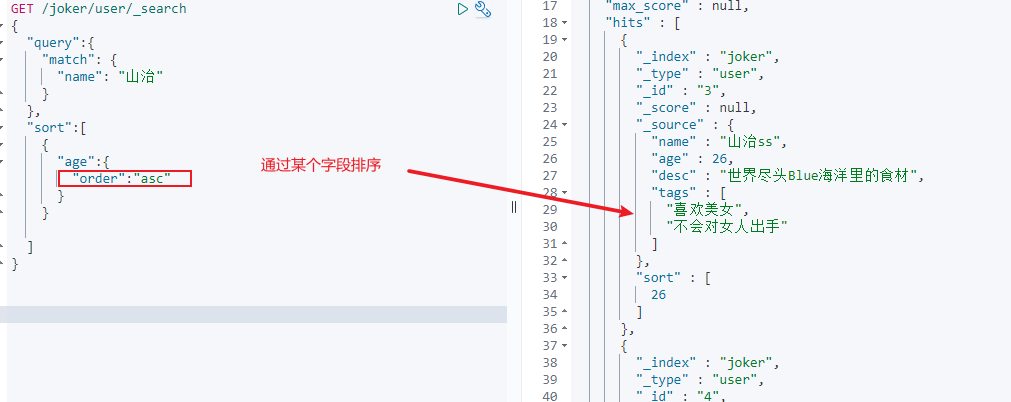 GET /joker/user/_search
{
"query":{
"match": {
"name": "山治"
}
},
"sort":[
{
"age":{
"order":"asc"
}
}
]
}
通过某个字段排序
17 "max_score" : null,
18 "hits" : [
19 {
20 "_index" : "joker",
21 "_type" : "user",
22 "_id" : "3",
23 "_score" : null,
24 "_source" : {
25 "name" : "山治ss",
26 "age" : 26,
27 "desc" : "世界尽头Blue海洋里的食材",
28 "tags" : [
29 "喜欢美女",
30 "不会对女人出手"
31 ]
32 },
33 "sort" : [
34 26
35 ]
36 },
37 {
38 "_index" : "joker",
39 "_type" : "user",
40 "_id" : "4",